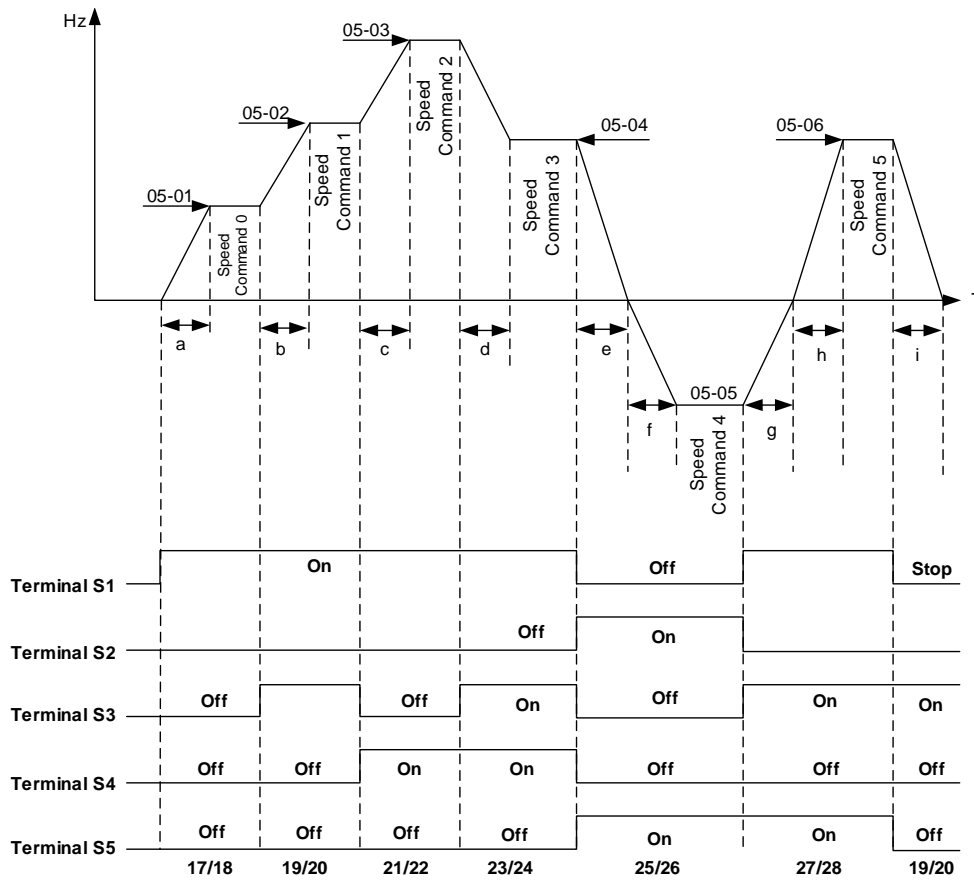 Hz
05-03
05-02
05-01
05-04
05-06
05-05
Speed
Command 0
Speed
Command 1
Speed
Command 2
Speed
Command 3
Speed
Command 4
Speed
Command 5
a
b
c
d
e
f
g
h
i
Terminal S1
On
Off
Stop
Terminal S2
Off
On
Terminal S3
Off
Off
On
Off
On
On
Terminal S4
Off
Off
On
On
Off
Off
Off
Terminal S5
Off
Off
Off
Off
On
On
Off
17/18
19/20
21/22
23/24
25/26
27/28
19/20